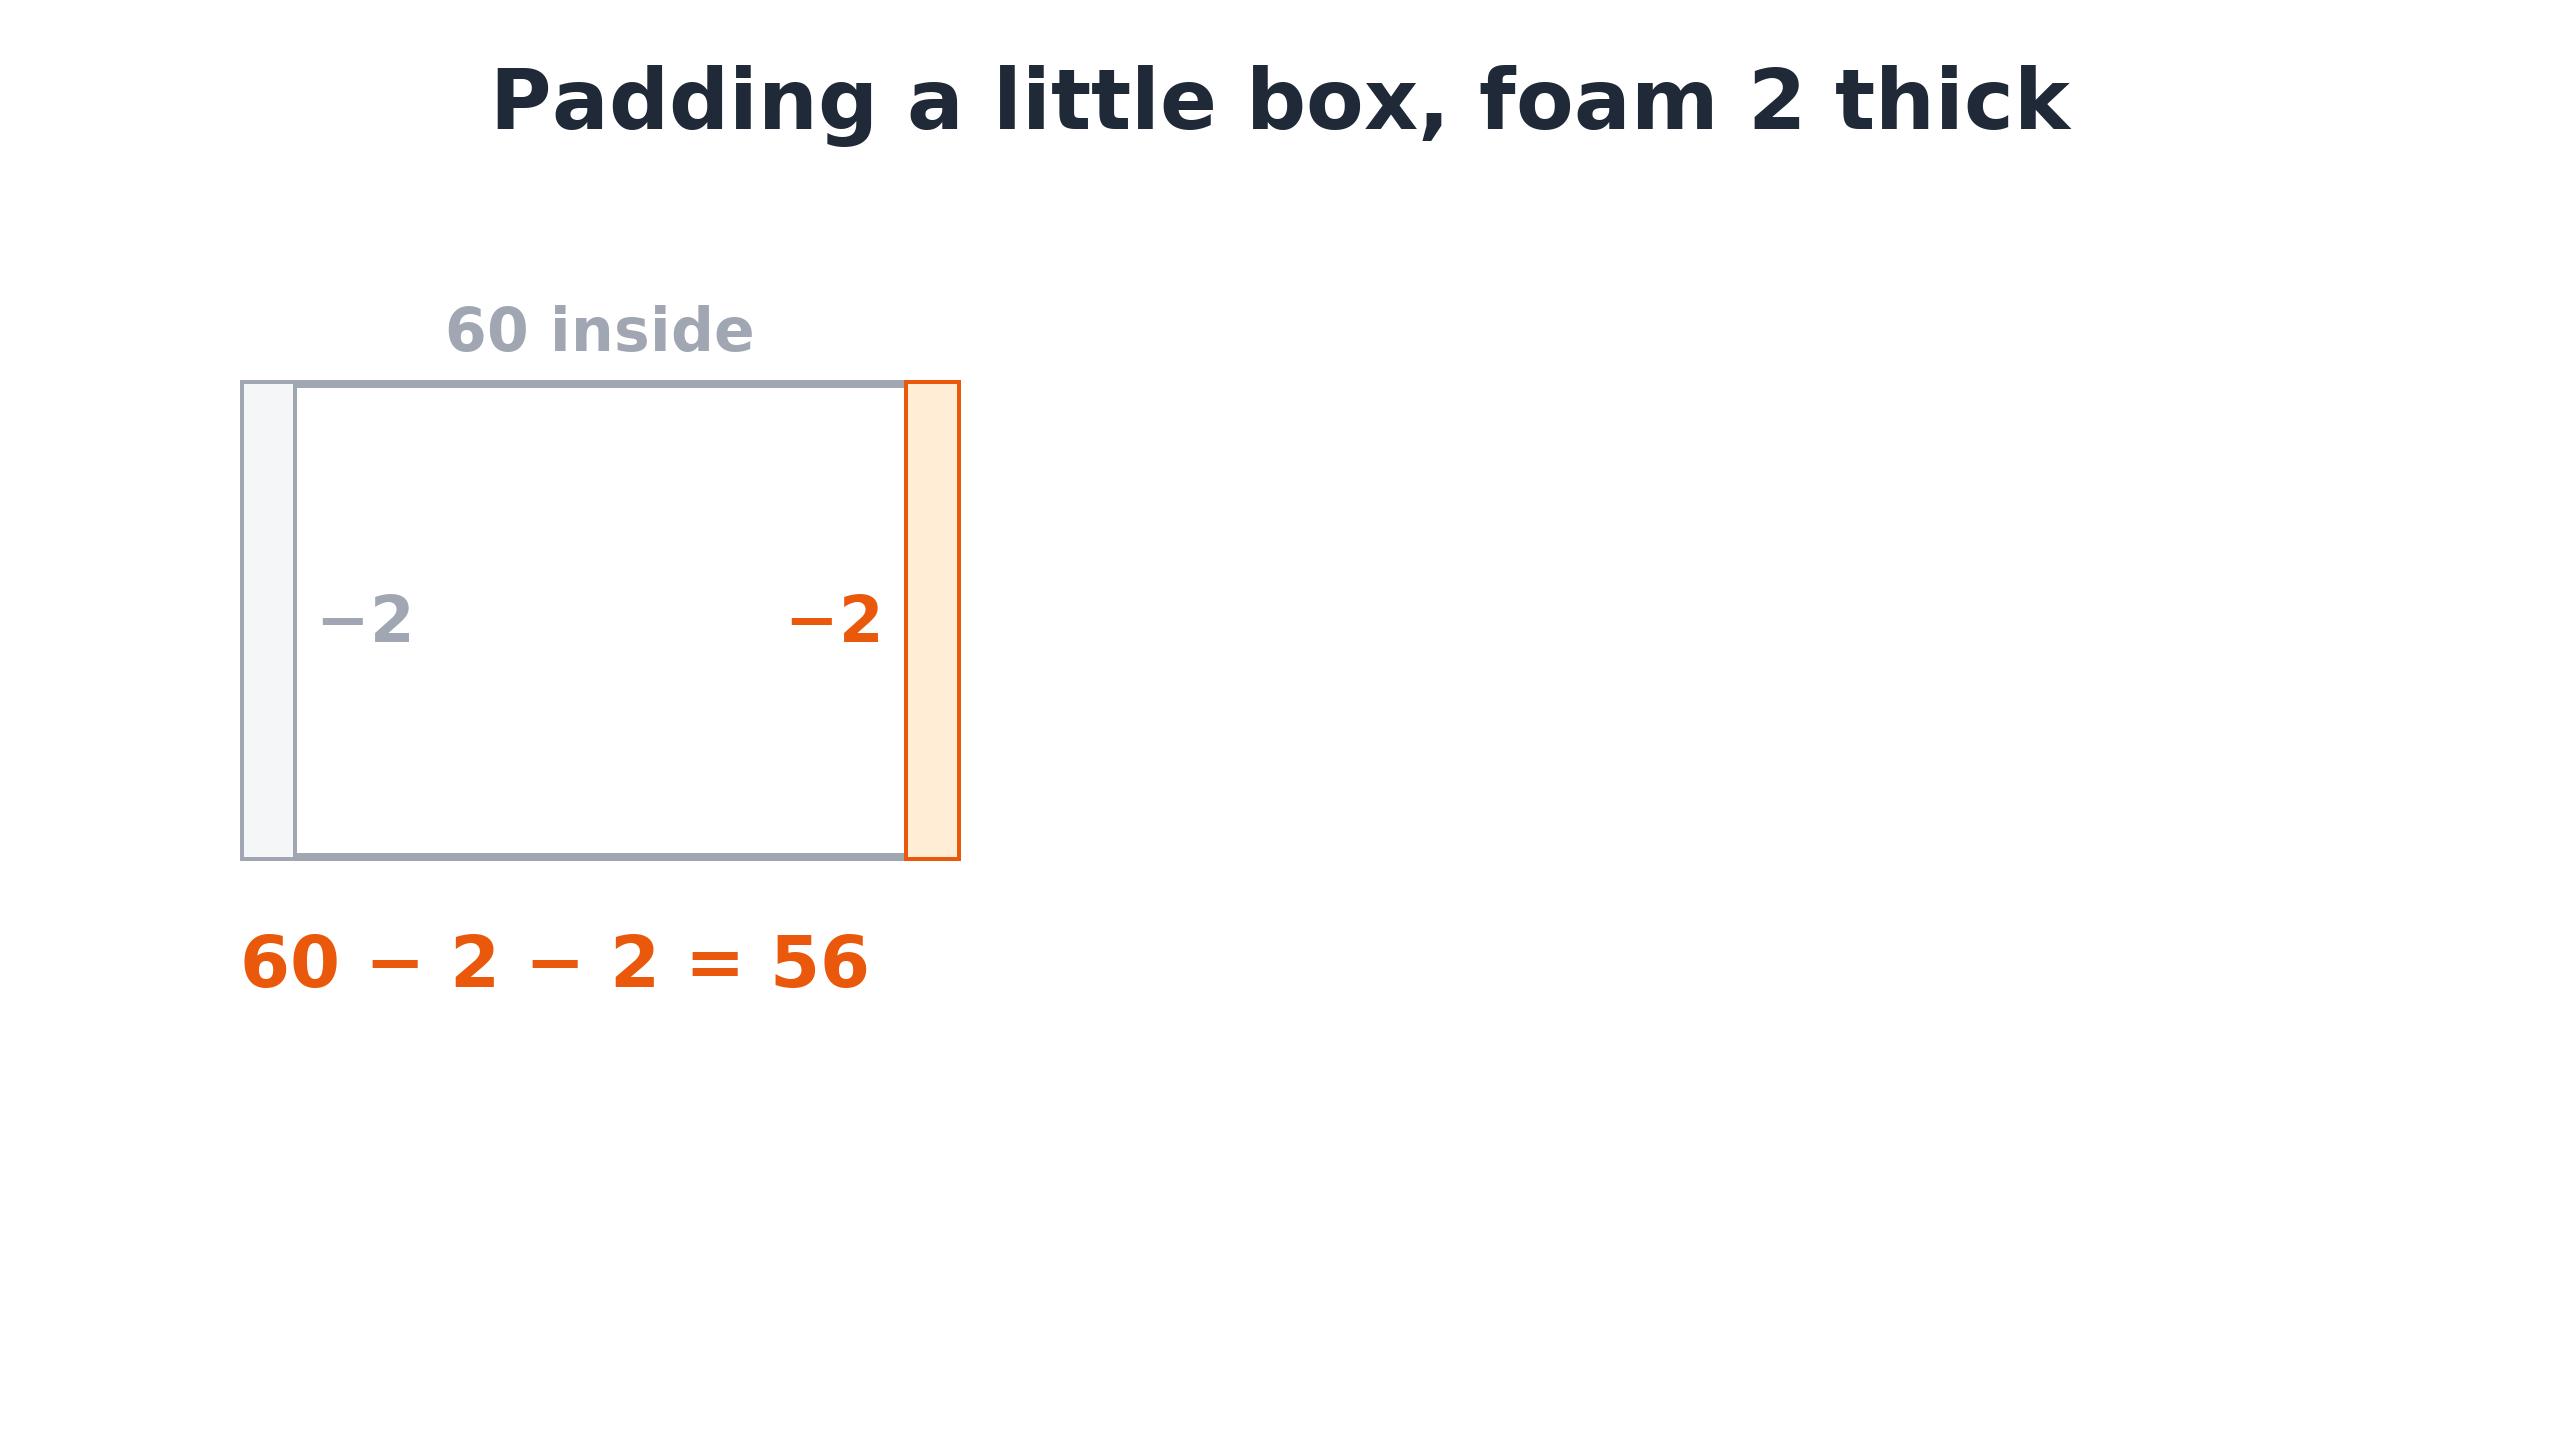 Padding a little box, foam 2 thick
60 inside
−2
−2
60 − 2 − 2 = 56